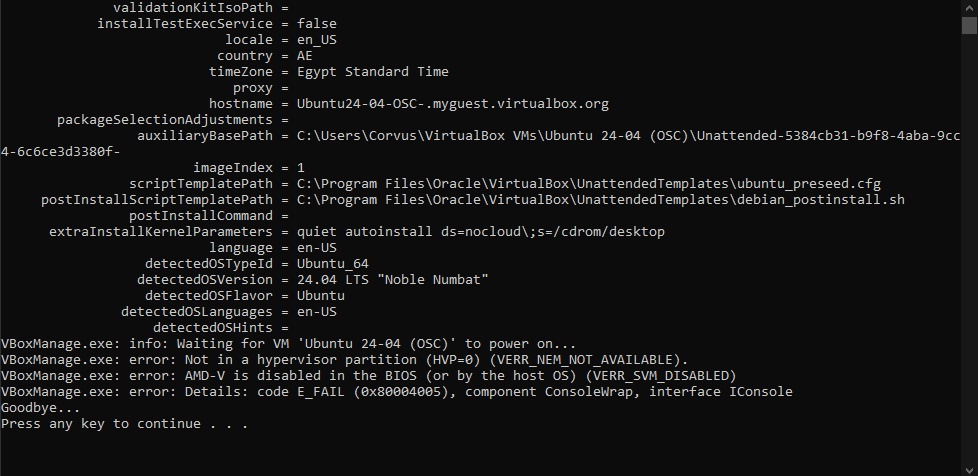 validationKitIsoPath =
installTestExecService = false
locale = en_US
country = AE
timeZone = Egypt Standard Time
proxy =
hostname = Ubuntu24-04-OSC-.myguest.virtualbox.org
packageSelectionAdjustments =
auxiliaryBasePath = C:\Users\Corvus\VirtualBox VMs\Ubuntu 24-04 (OSC)\Unattended-5384cb31-b9f8-4aba-9cc
4-6c6ce3d3380f-
imageIndex = 1
scriptTemplatePath = C:\Program Files\Oracle\VirtualBox\UnattendedTemplates\ubuntu_preseed.cfg
postInstallScriptTemplatePath = C:\Program Files\Oracle\VirtualBox\UnattendedTemplates\debian_postinstall.sh
postInstallCommand =
extraInstallKernelParameters = quiet autoinstall ds=nocloud\;s=/cdrom/desktop
language = en-US
detectedOSTypeId = Ubuntu_64
detectedOSVersion = 24.04 LTS "Noble Numbat"
detectedOSFlavor = Ubuntu
detectedOSLanguages = en-US
detectedOSHints =
VBoxManage.exe: info: Waiting for VM 'Ubuntu 24-04 (OSC)' to power on...
VBoxManage.exe: error: Not in a hypervisor partition (HVP=0) (VERR_NEM_NOT_AVAILABLE).
VBoxManage.exe: error: AMD-V is disabled in the BIOS (or by the host OS) (VERR_SVM_DISABLED)
VBoxManage.exe: error: Details: code E_FAIL (0x80004005), component ConsoleWrap, interface IConsole
Goodbye...
Press any key to continue . . .